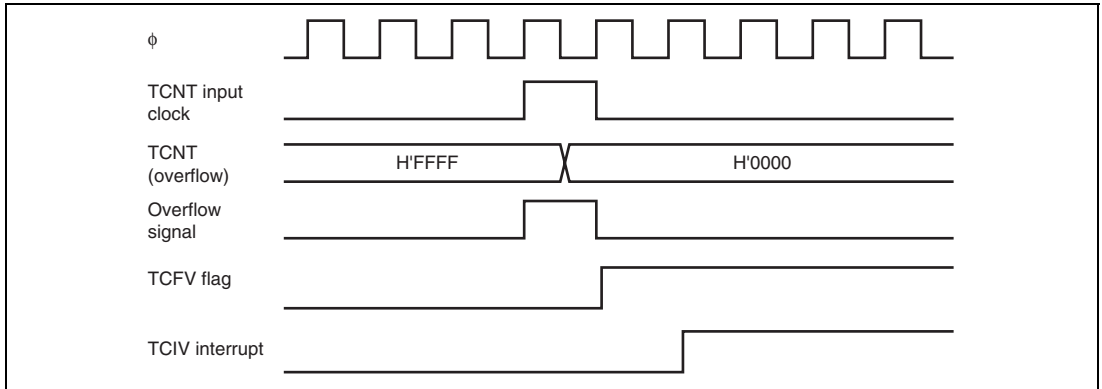 φ
TCNT input
clock
TCNT
(overflow)
H'FFFF
H'0000
Overflow
signal
TCFV flag
TCIV interrupt